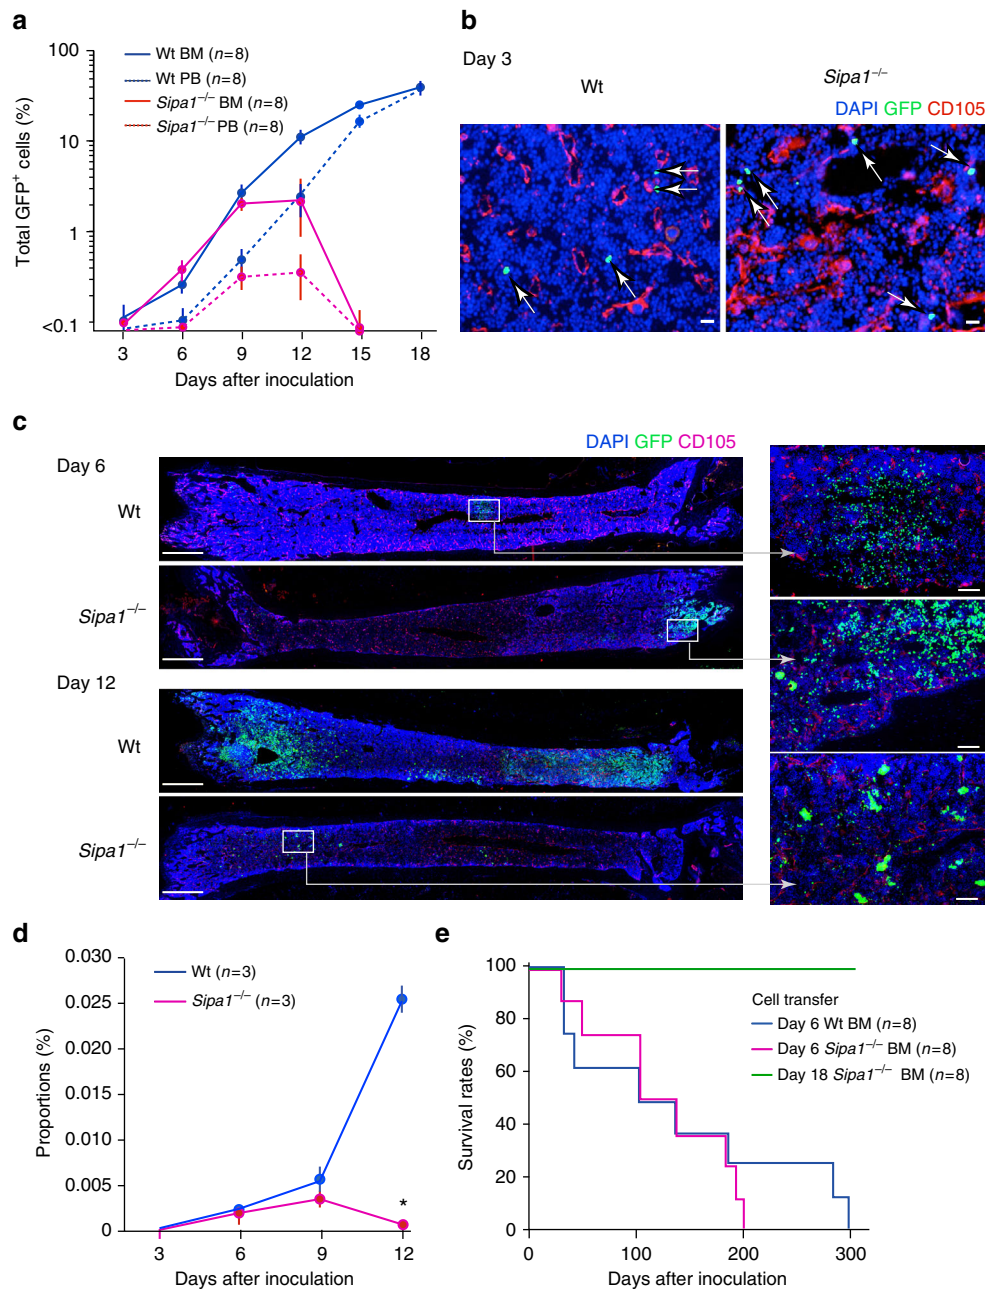 a
Total GFP⁺ cells (%)
100
10
1
<0.1
Wt BM (n=8)
Wt PB (n=8)
Sipa1⁻/⁻ BM (n=8)
Sipa1⁻/⁻ PB (n=8)
3 6 9 12 15 18
Days after inoculation
b
Day 3
Wt
Sipa1⁻/⁻
DAPI GFP CD105
c
DAPI GFP CD105
Day 6
Wt
Sipa1⁻/⁻
Day 12
Wt
Sipa1⁻/⁻
d
Proportions (%)
0.030
0.025
0.020
0.015
0.010
0.005
0
Wt (n=3)
Sipa1⁻/⁻ (n=3)
*
3 6 9 12
Days after inoculation
e
Survival rates (%)
100
80
60
40
20
0
Cell transfer
Day 6 Wt BM (n=8)
Day 6 Sipa1⁻/⁻ BM (n=8)
Day 18 Sipa1⁻/⁻ BM (n=8)
0 100 200 300
Days after inoculation